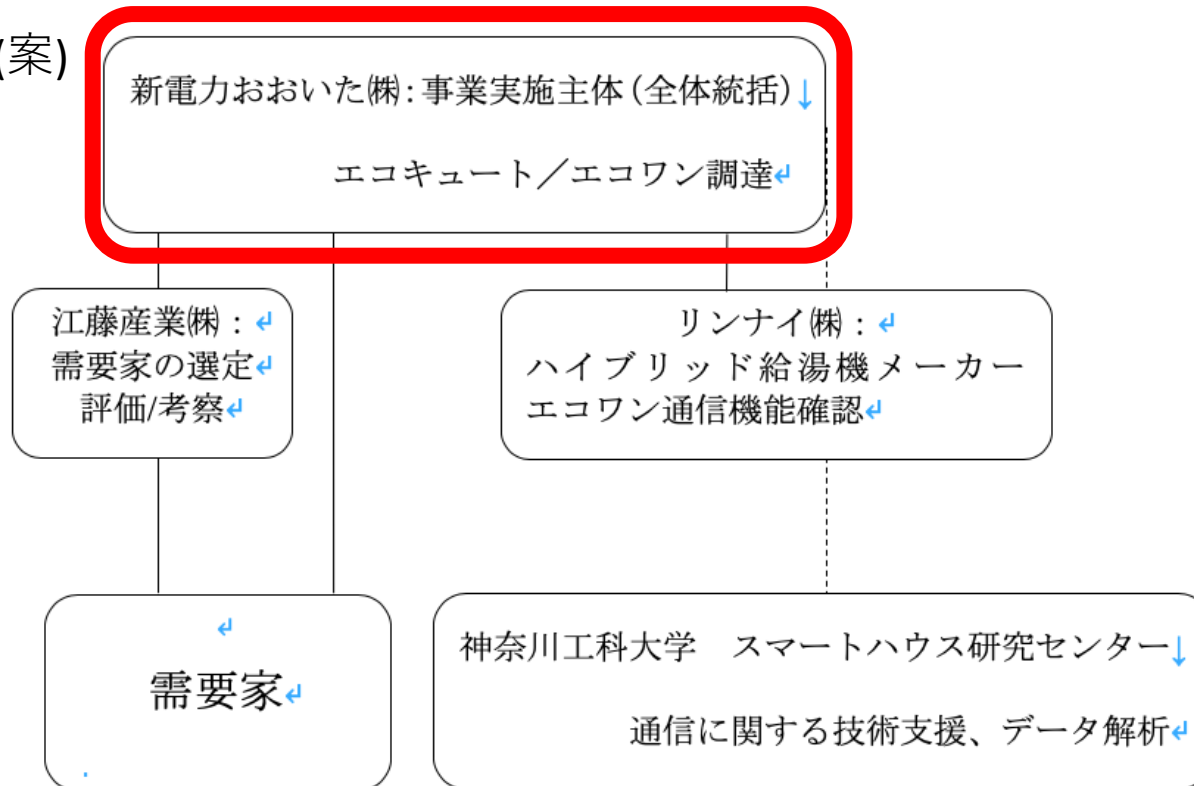 (案)
新電力おおいた㈱:事業実施主体(全体統括)↓
エコキュート／エコワン調達↵
江藤産業㈱：↵
需要家の選定↵
評価/考察↵
リンナイ㈱：↵
ハイブリッド給湯機メーカー
エコワン通信機能確認↵
↵
需要家↵
神奈川工科大学　スマートハウス研究センター↓
通信に関する技術支援、データ解析↵